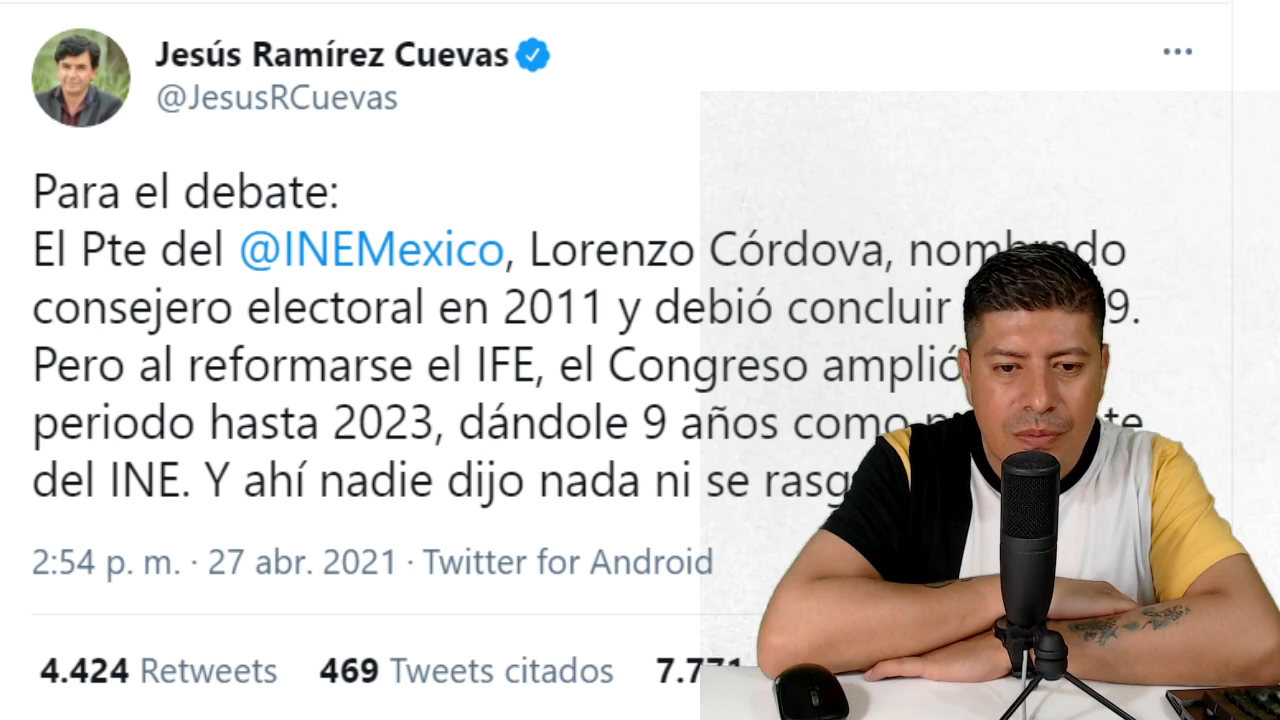 Jesús Ramírez Cuevas
@JesusRCuevas
Para el debate:
El Pte del @INEMexico, Lorenzo Córdova, nombrado
consejero electoral en 2011 y debió concluir 9.
Pero al reformarse el IFE, el Congreso amplió
periodo hasta 2023, dándole 9 años como
del INE. Y ahí nadie dijo nada ni se
2:54 p. m. · 27 abr. 2021 · Twitter for Android
4.424 Retweets 469 Tweets citados